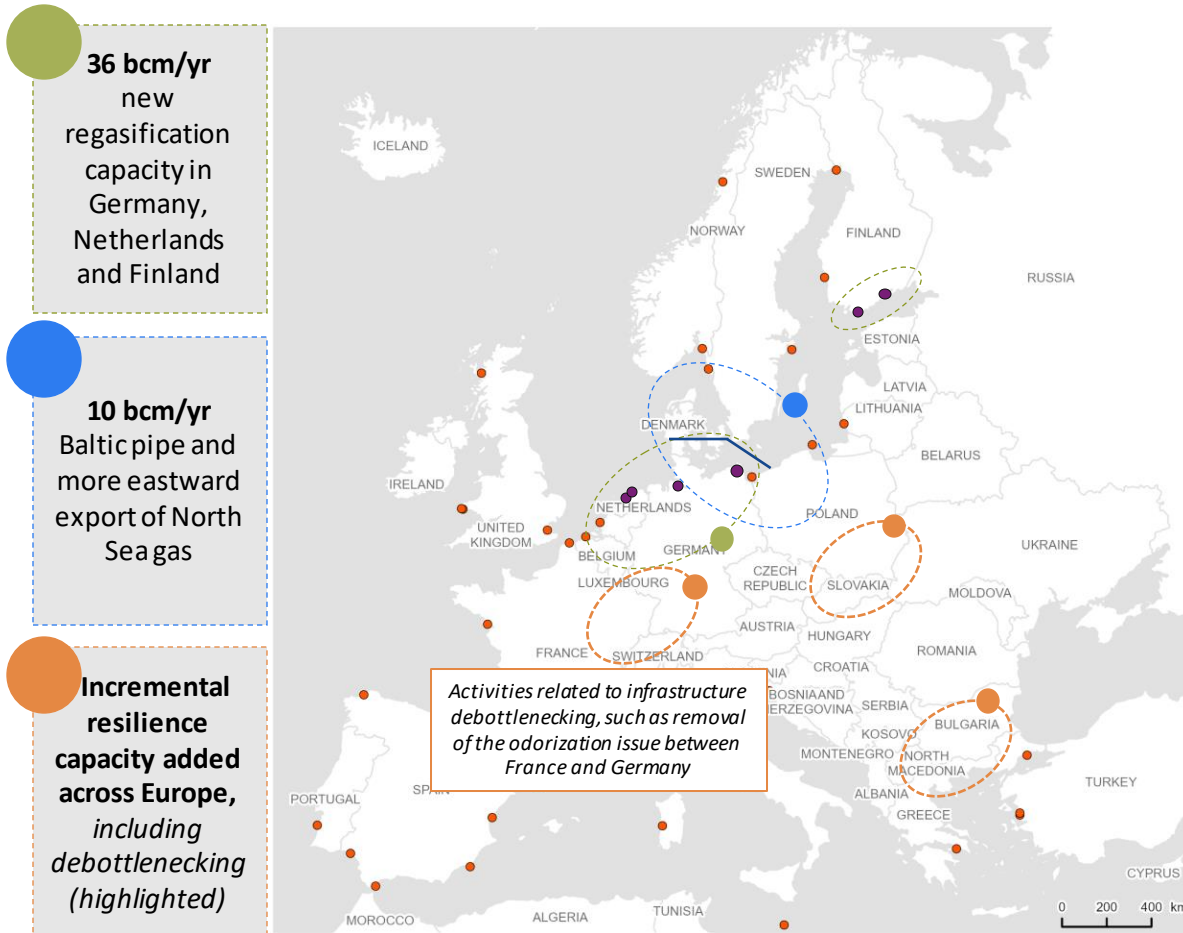 36 bcm/yr
new
regasification
capacity in
Germany,
Netherlands
and Finland
10 bcm/yr
Baltic pipe and
more eastward
export of North
Sea gas
Incremental
resilience
capacity added
across Europe,
including
debottlenecking
(highlighted)
ICELAND
SWEDEN
NORWAY
FINLAND
RUSSIA
ESTONIA
LATVIA
LITHUANIA
DENMARK
BELARUS
IRELAND
UNITED
KINGDOM
NETHERLANDS
POLAND
BELGIUM
GERMANY
UKRAINE
LUXEMBOURG
CZECH
REPUBLIC
SLOVAKIA
MOLDOVA
AUSTRIA
HUNGARY
FRANCE
SWITZERLAND
ROMANIA
CROATIA
NIA
BOSNIA AND
HERZEGOVINA
SERBIA
BULGARIA
KOSOVO
MONTENEGRO
NORTH
MACEDONIA
Activities related to infrastructure
debottlenecking, such as removal
of the odorization issue between
France and Germany
PORTUGAL
SPAIN
ALBANIA
GREECE
TURKEY
CYPRUS
MOROCCO
ALGERIA
TUNISIA
0 200 400 km